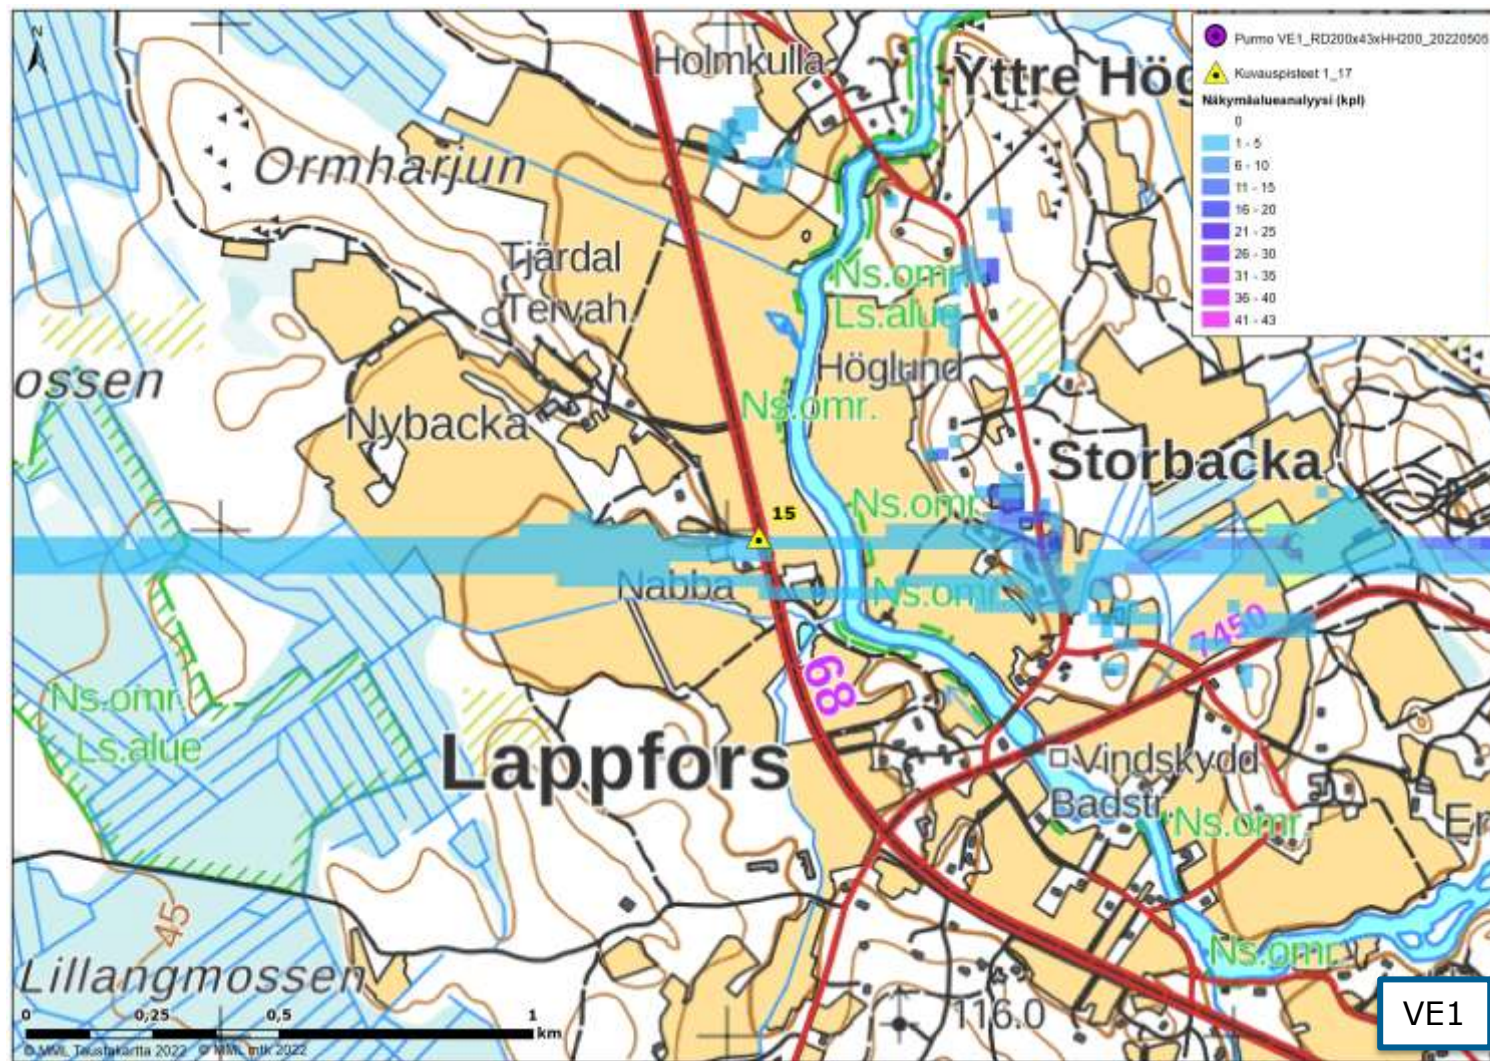 N
Holmkulla
Yttre Hög
Purmo VE1_RD200x43xHH200_20220506
Kuvauspisteet 1_17
Näkymäalueanalyysi (kpl)
0
1 - 5
6 - 10
11 - 15
16 - 20
21 - 25
26 - 30
31 - 35
36 - 40
41 - 43
Ormharjun
Tjärdal
Tervah.
Ns.omr.
Ls.alue
Höglund
ossen
Nybacka
Ns.omr.
Storbacka
Ns.omr.
15
Nabba
Ns.omr.
7450
68
Ns.omr.
Ls.alue
Lappfors
Vindskydd
Badstr.
Ns.omr.
Er
45
Lillangmossen
Ns.omr.
116.0
0 0,25 0,5 1
km
© MML Taustakartta 2022 © MML mtk 2022
VE1